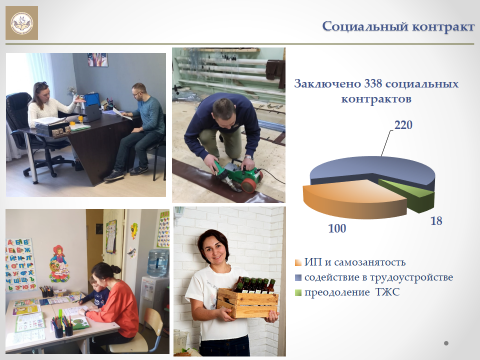 Социальный контракт
Заключено 338 социальных
контрактов
220
100
18
ИП и самозанятость
содействие в трудоустройстве
преодоление ТЖС